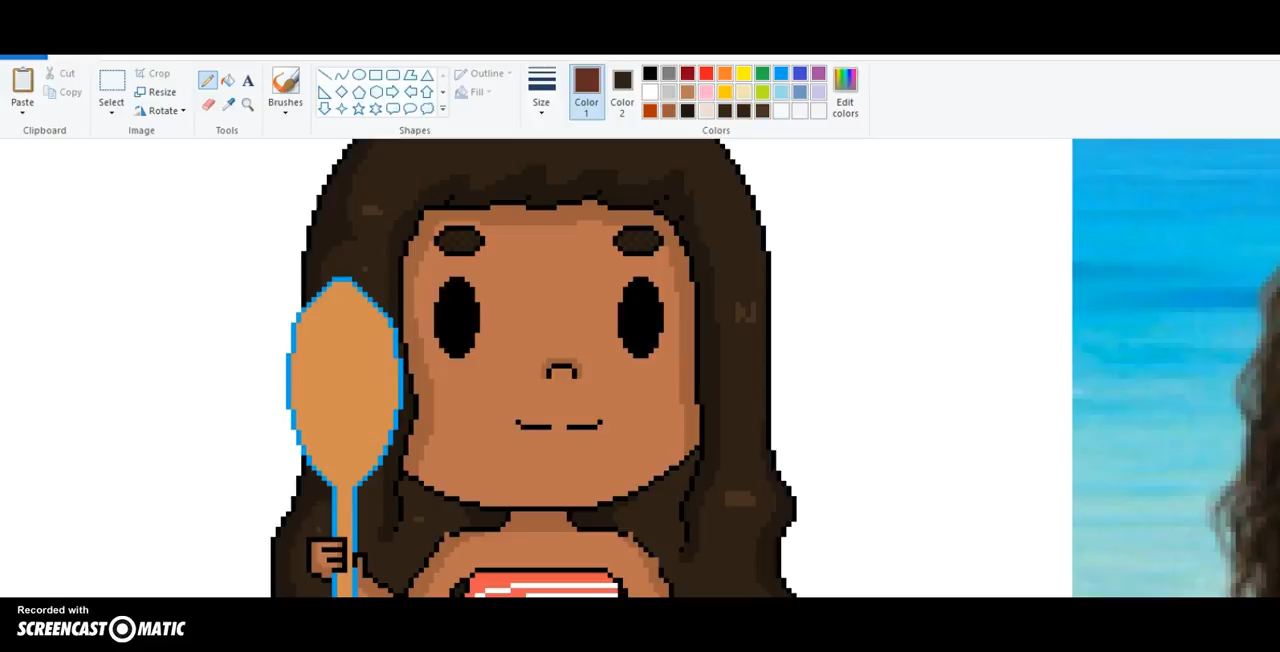 Paste
Cut
Copy
Clipboard
Select
Crop
Resize
Rotate
Image
A
Tools
Brushes
Outline
Fill
Shapes
Size
Color 1
Color 2
Edit colors
Colors
Recorded with
SCREENCAST-O-MATIC